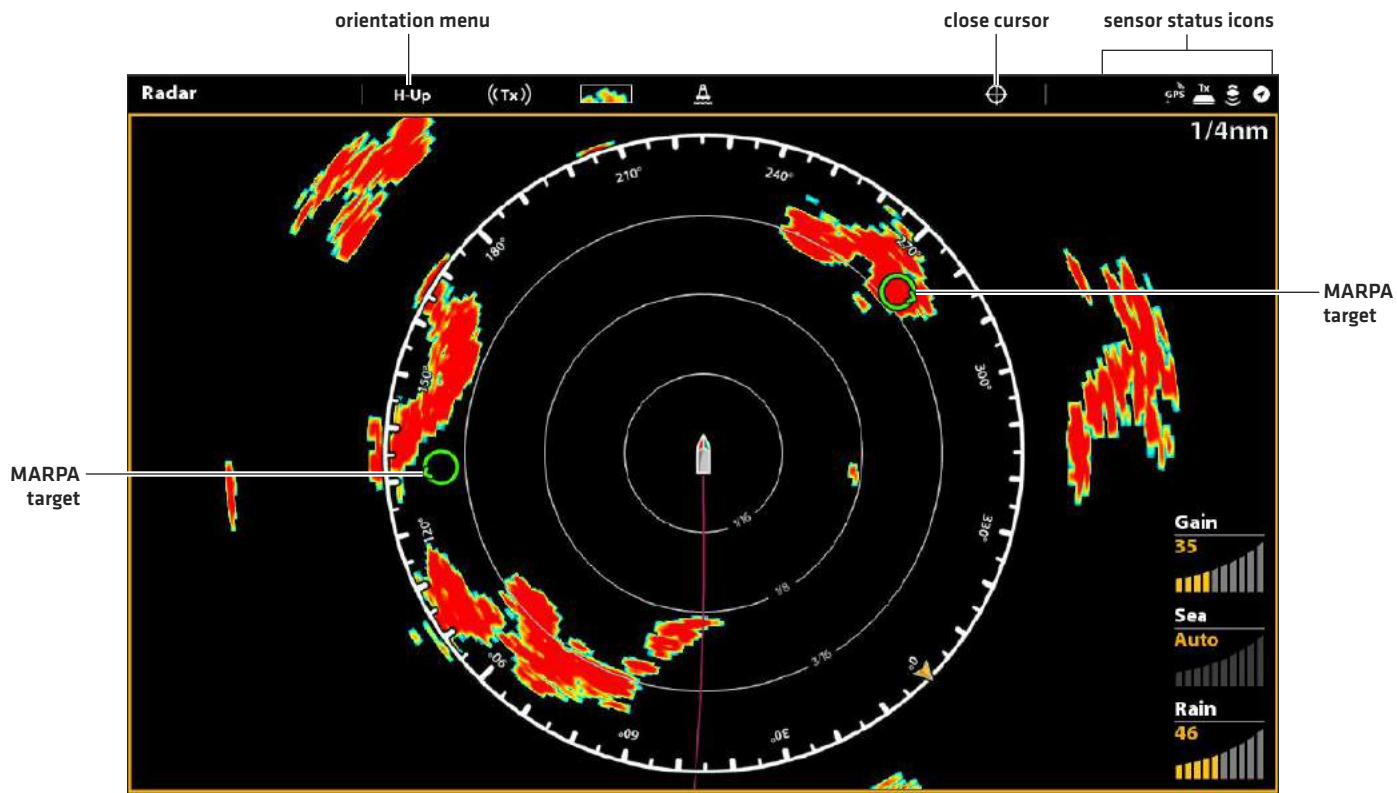 orientation menu
close cursor
sensor status icons
Radar
H-Up
((Tx))
GPS
Tx
1/4nm
210°
240°
180°
270°
MARPA
target
150°
300°
MARPA
target
120°
330°
1/16
1/8
3/16
90°
0°
60°
30°
Gain
35
Sea
Auto
Rain
46